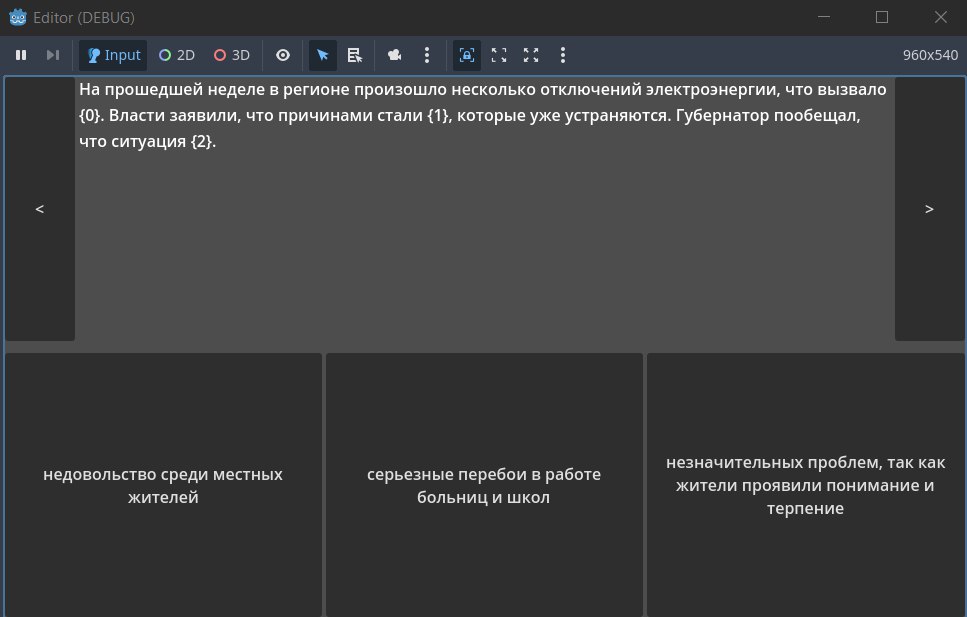 Editor (DEBUG)
Input 2D 3D 960x540
На прошедшей неделе в регионе произошло несколько отключений электроэнергии, что вызвало
{0}. Власти заявили, что причинами стали {1}, которые уже устраняются. Губернатор пообещал,
что ситуация {2}.
< >
недовольство среди местных
жителей
серьезные перебои в работе
больниц и школ
незначительных проблем, так как
жители проявили понимание и
терпение